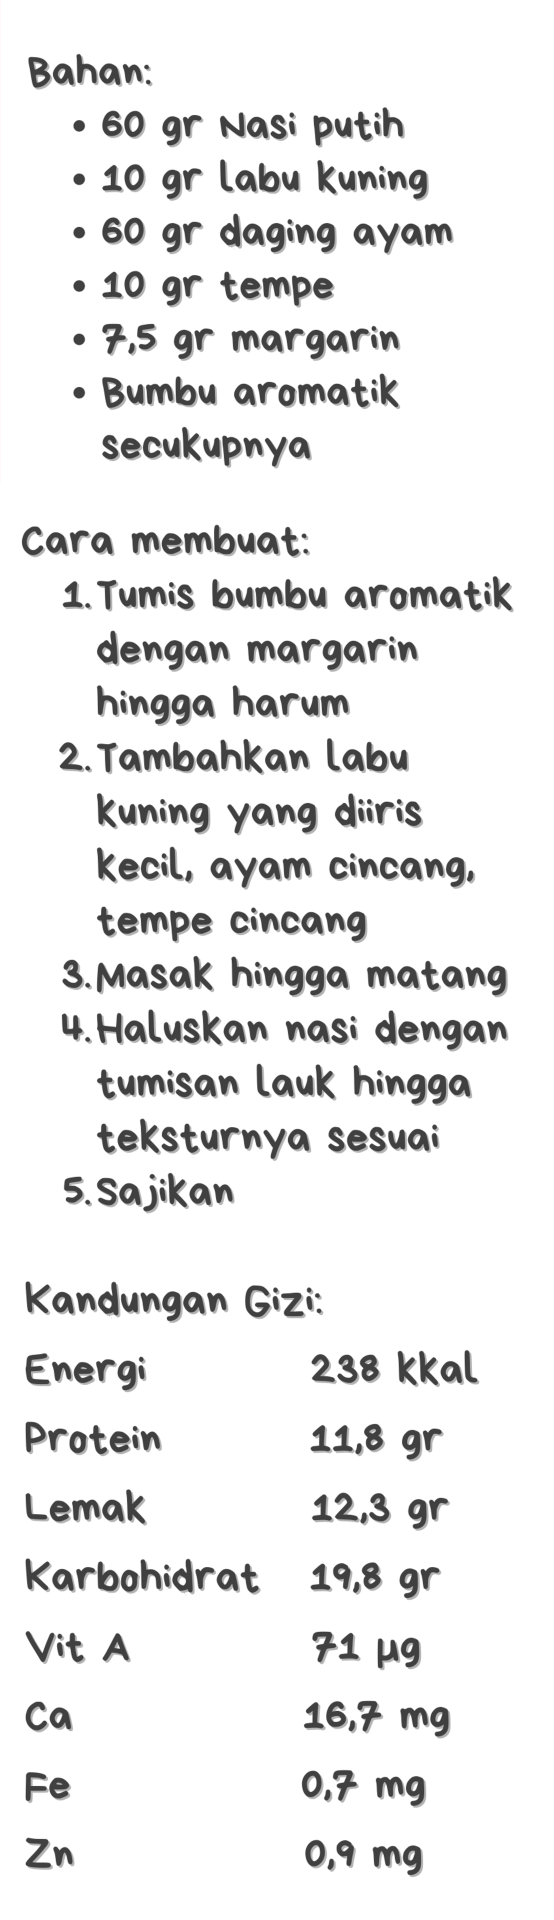 Bahan:
• 60 gr Nasi putih
• 10 gr labu kuning
• 60 gr daging ayam
• 10 gr tempe
• 7,5 gr margarin
• Bumbu aromatik
secukupnya
Cara membuat:
1. Tumis bumbu aromatik
dengan margarin
hingga harum
2. Tambahkan labu
kuning yang diiris
kecil, ayam cincang,
tempe cincang
3. Masak hingga matang
4. Haluskan nasi dengan
tumisan lauk hingga
teksturnya sesuai
5. Sajikan
Kandungan Gizi:
Energi 238 kkal
Protein 11,8 gr
Lemak 12,3 gr
Karbohidrat 19,8 gr
Vit A 71 µg
Ca 16,7 mg
Fe 0,7 mg
Zn 0,9 mg